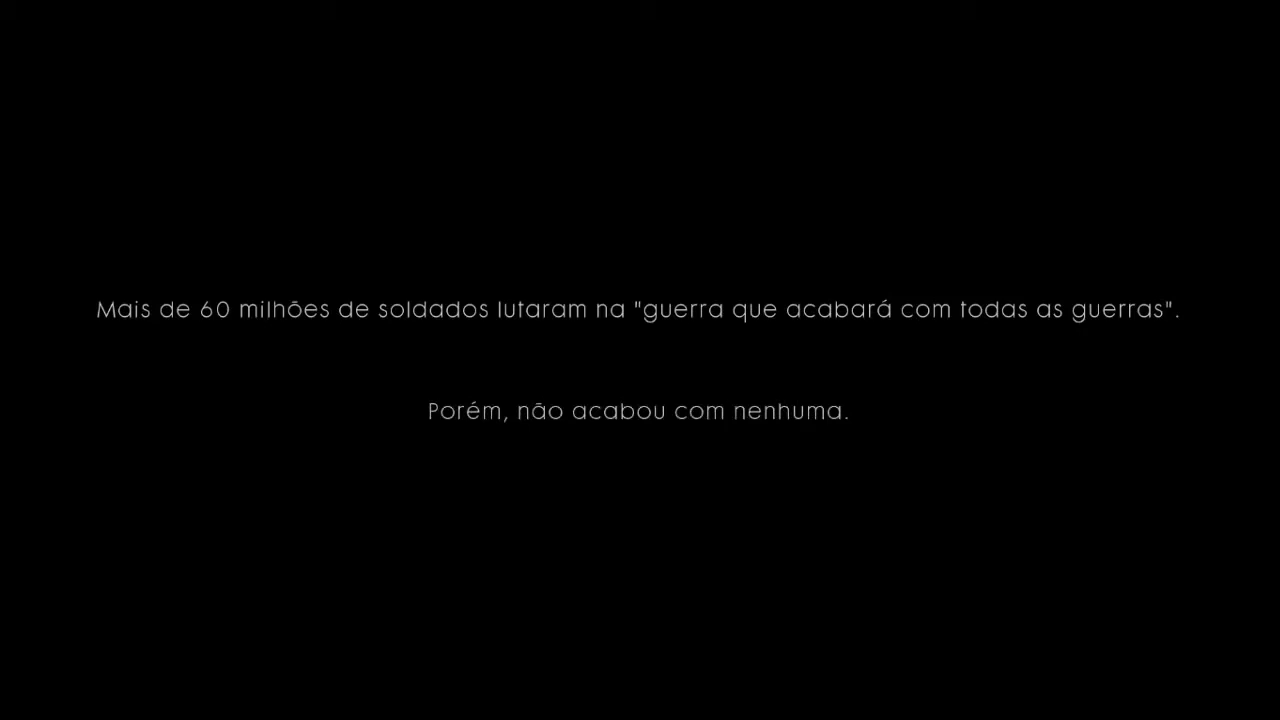 Mais de 60 milhões de soldados lutaram na "guerra que acabará com todas as guerras".
Porém, não acabou com nenhuma.